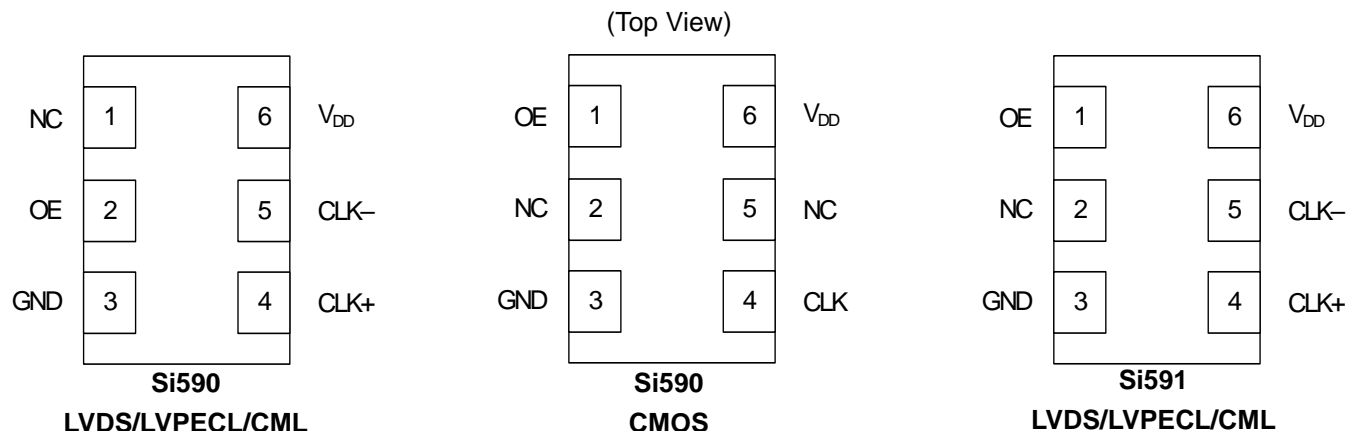 (Top View)
NC 1 6 VDD
OE 2 5 CLK–
GND 3 4 CLK+
Si590
LVDS/LVPECL/CML
OE 1 6 VDD
NC 2 5 NC
GND 3 4 CLK
Si590
CMOS
OE 1 6 VDD
NC 2 5 CLK–
GND 3 4 CLK+
Si591
LVDS/LVPECL/CML